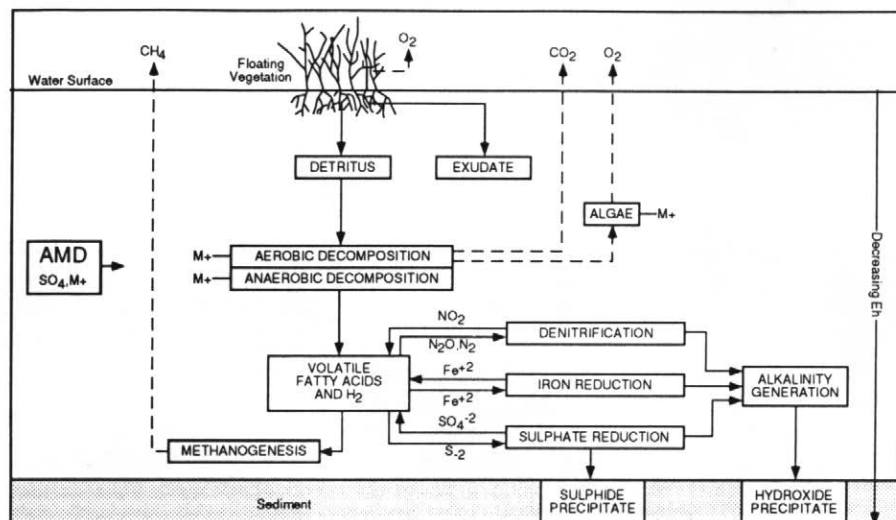 CH4
Floating
Vegetation
O2
CO2
O2
Water Surface
DETRITUS
EXUDATE
ALGAE
M+
AMD
SO4,M+
M+
AEROBIC DECOMPOSITION
M+
ANAEROBIC DECOMPOSITION
Decreasing Eh
NO2
DENITRIFICATION
N2O,N2
VOLATILE
FATTY ACIDS
AND H2
Fe+2
IRON REDUCTION
Fe+2
ALKALINITY
GENERATION
SO4-2
SULPHATE REDUCTION
S-2
METHANOGENESIS
Sediment
SULPHIDE
PRECIPITATE
HYDROXIDE
PRECIPITATE